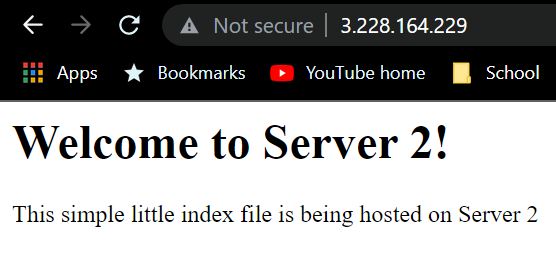 Not secure | 3.228.164.229
Apps Bookmarks YouTube home School
Welcome to Server 2!
This simple little index file is being hosted on Server 2